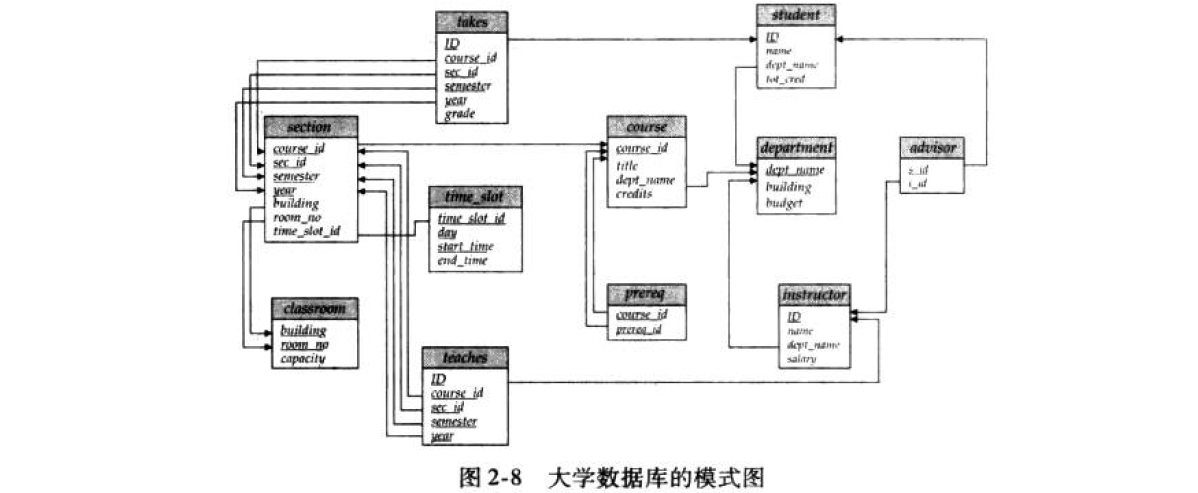 takes
ID
course_id
sec_id
semester
year
grade
student
ID
name
dept_name
tot_cred
section
course_id
sec_id
semester
year
building
room_no
time_slot_id
course
course_id
title
dept_name
credits
department
dept_name
building
budget
advisor
s_id
i_id
time_slot
time_slot_id
day
start_time
end_time
classroom
building
room_no
capacity
prereq
course_id
prereq_id
instructor
ID
name
dept_name
salary
teaches
ID
course_id
sec_id
semester
year
图 2-8 大学数据库的模式图